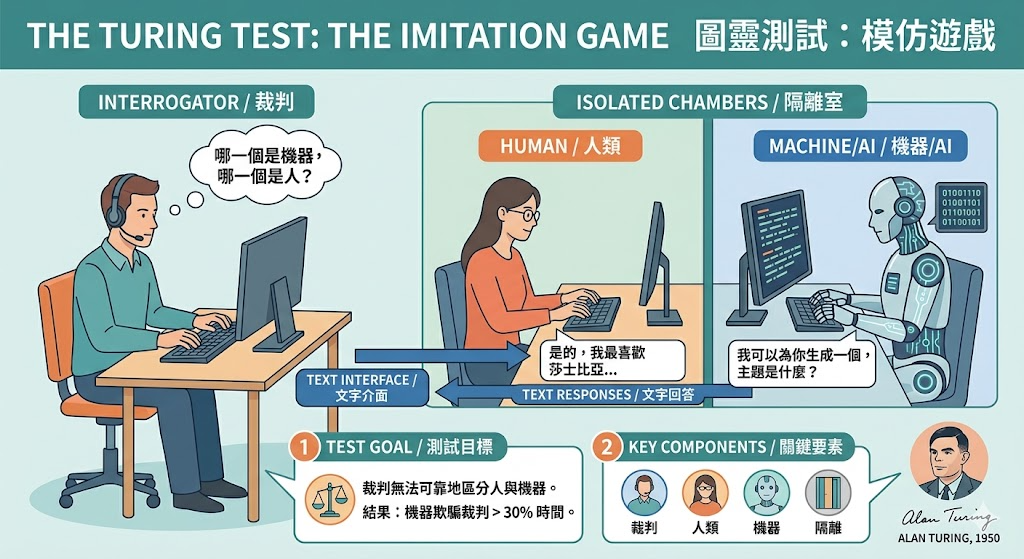 THE TURING TEST: THE IMITATION GAME 圖靈測試：模仿遊戲
INTERROGATOR / 裁判
哪一個是機器，
哪一個是人？
ISOLATED CHAMBERS / 隔離室
HUMAN / 人類
MACHINE/AI / 機器/AI
01001110
01001101
01101001
01100101
是的，我最喜歡
莎士比亞...
我可以為你生成一個，
主題是什麼？
TEXT INTERFACE /
文字介面
TEXT RESPONSES / 文字回答
1 TEST GOAL / 測試目標
裁判無法可靠地區分人與機器。
結果：機器欺騙裁判 > 30% 時間。
2 KEY COMPONENTS / 關鍵要素
裁判
人類
機器
隔離
Alan Turing
ALAN TURING, 1950